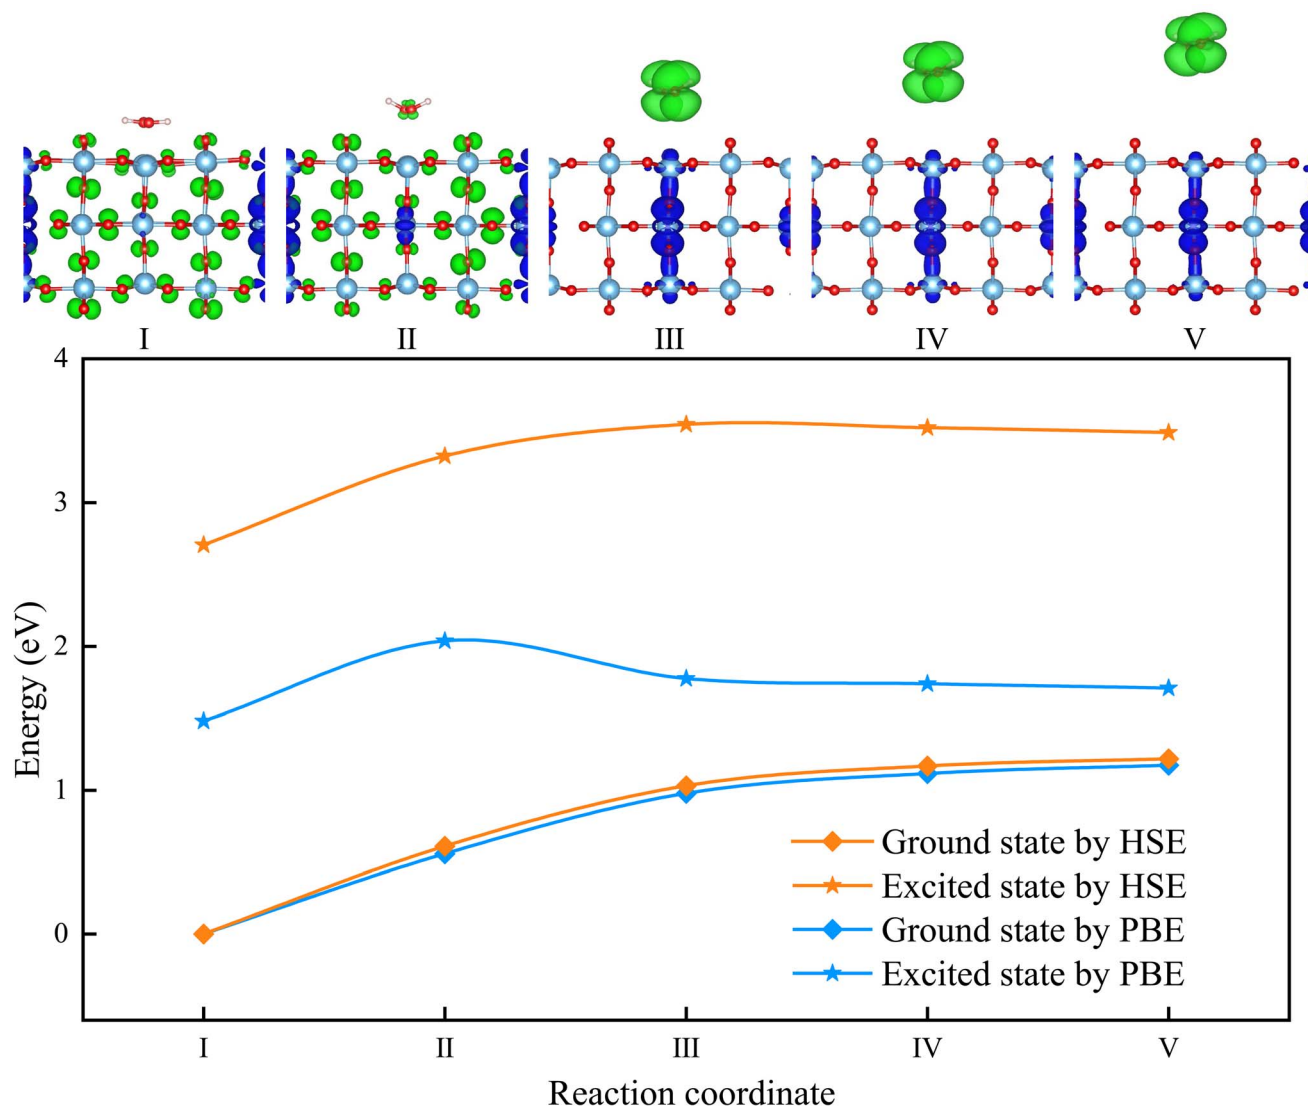 I II III IV V
4
3
2
1
0
Energy (eV)
Ground state by HSE
Excited state by HSE
Ground state by PBE
Excited state by PBE
I II III IV V
Reaction coordinate